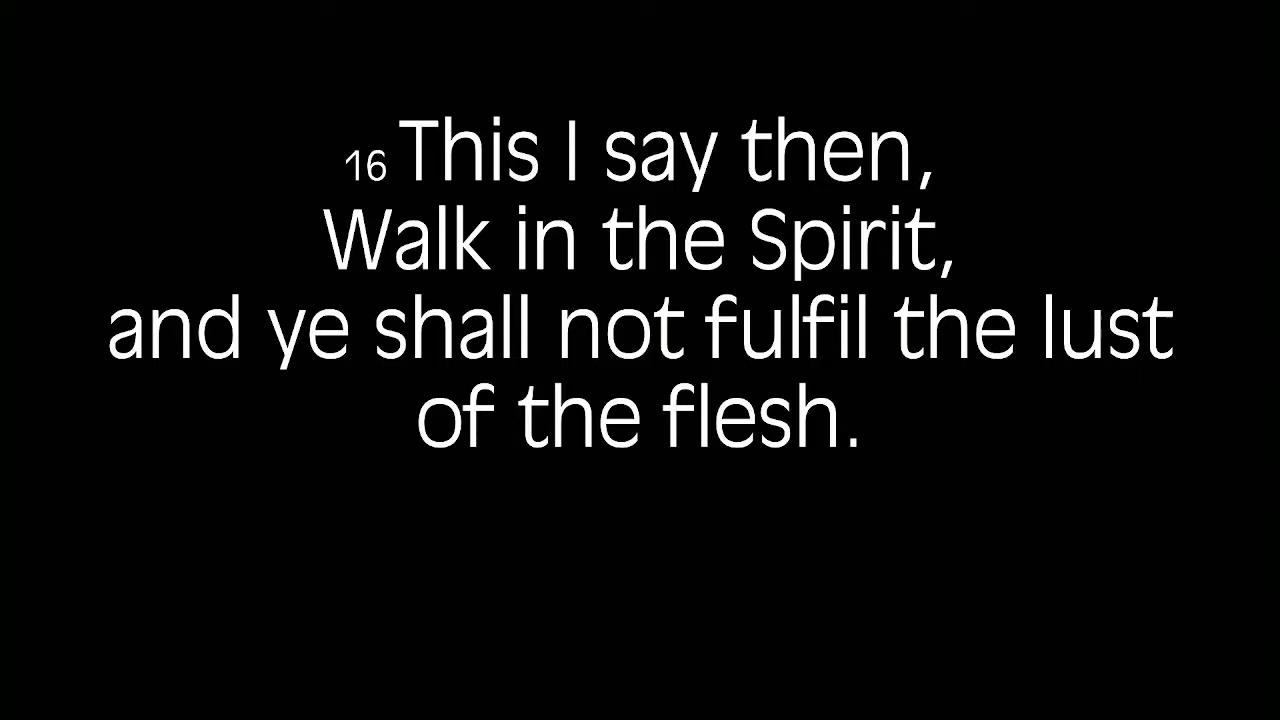 16 This I say then,
Walk in the Spirit,
and ye shall not fulfil the lust
of the flesh.